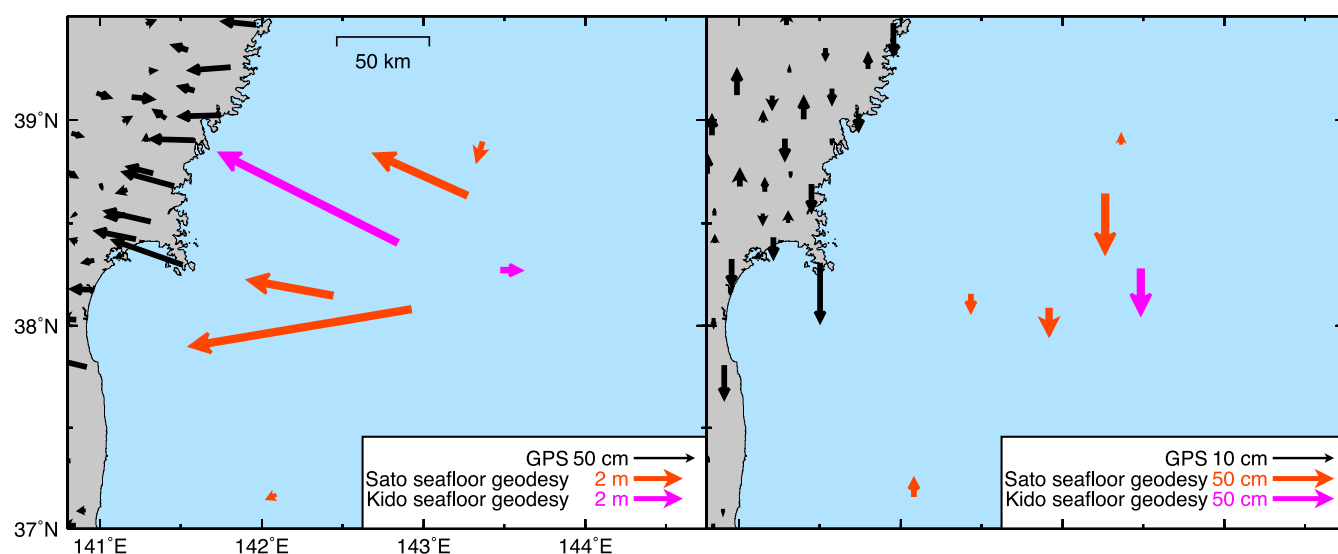 50 km
39°N
38°N
37°N
GPS 50 cm
Sato seafloor geodesy 2 m
Kido seafloor geodesy 2 m
GPS 10 cm
Sato seafloor geodesy 50 cm
Kido seafloor geodesy 50 cm
141°E 142°E 143°E 144°E